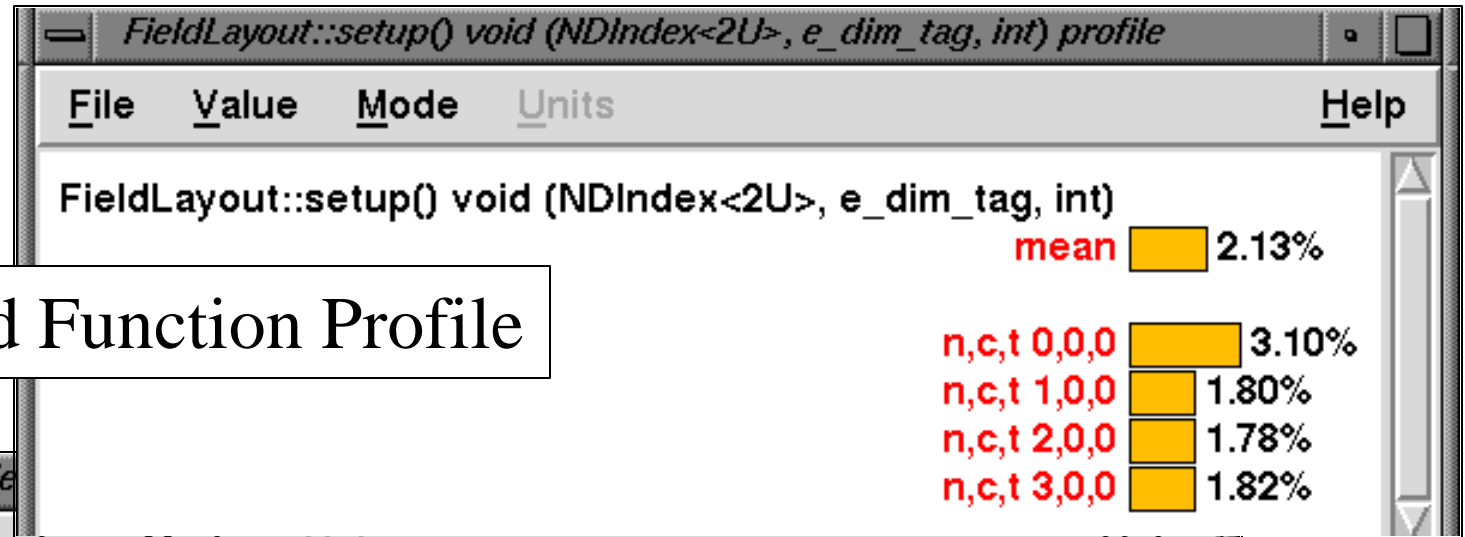 FieldLayout::setup() void (NDIndex<2U>, e_dim_tag, int) profile
File Value Mode Units Help
FieldLayout::setup() void (NDIndex<2U>, e_dim_tag, int)
mean 2.13%
Function Profile
n,c,t 0,0,0 3.10%
n,c,t 1,0,0 1.80%
n,c,t 2,0,0 1.78%
n,c,t 3,0,0 1.82%